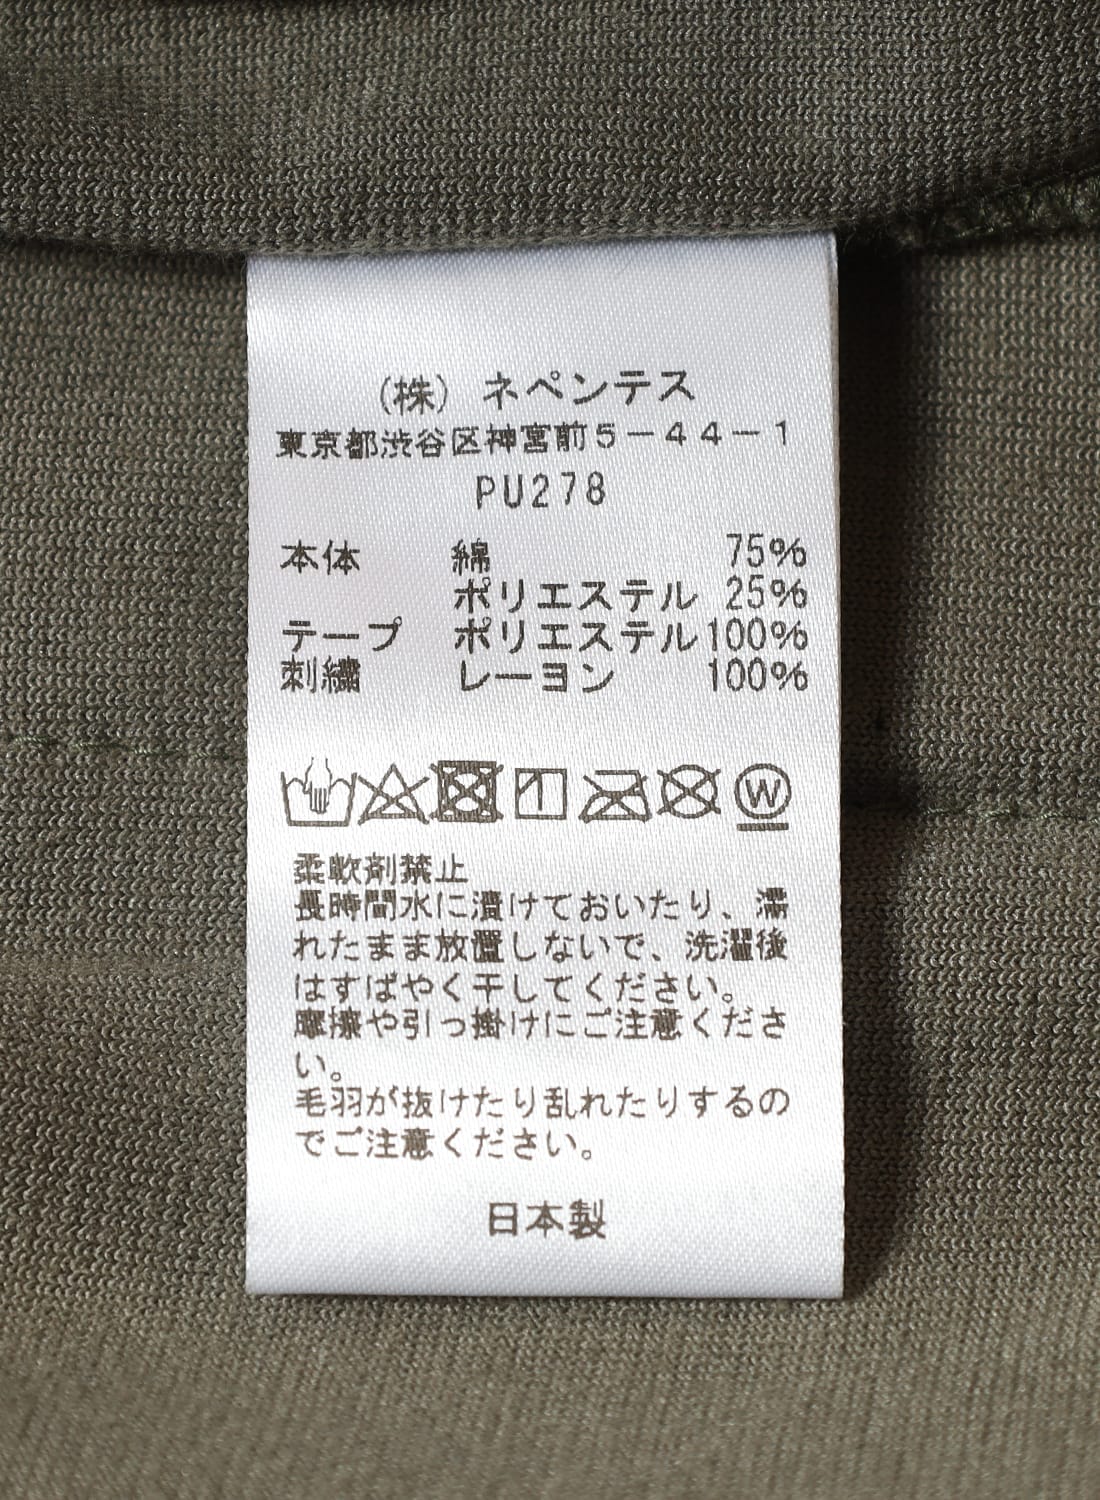 (株) ネペンテス
東京都渋谷区神宮前5－44－1
PU278
本体 綿 75%
ポリエステル 25%
テープ ポリエステル100%
刺繍 レーヨン 100%
W
柔軟剤禁止
長時間水に漬けておいたり、濡
れたまま放置しないで、洗濯後
はすばやく干してください。
摩擦や引っ掛けにご注意くださ
い。
毛羽が抜けたり乱れたりするの
でご注意ください。
日本製